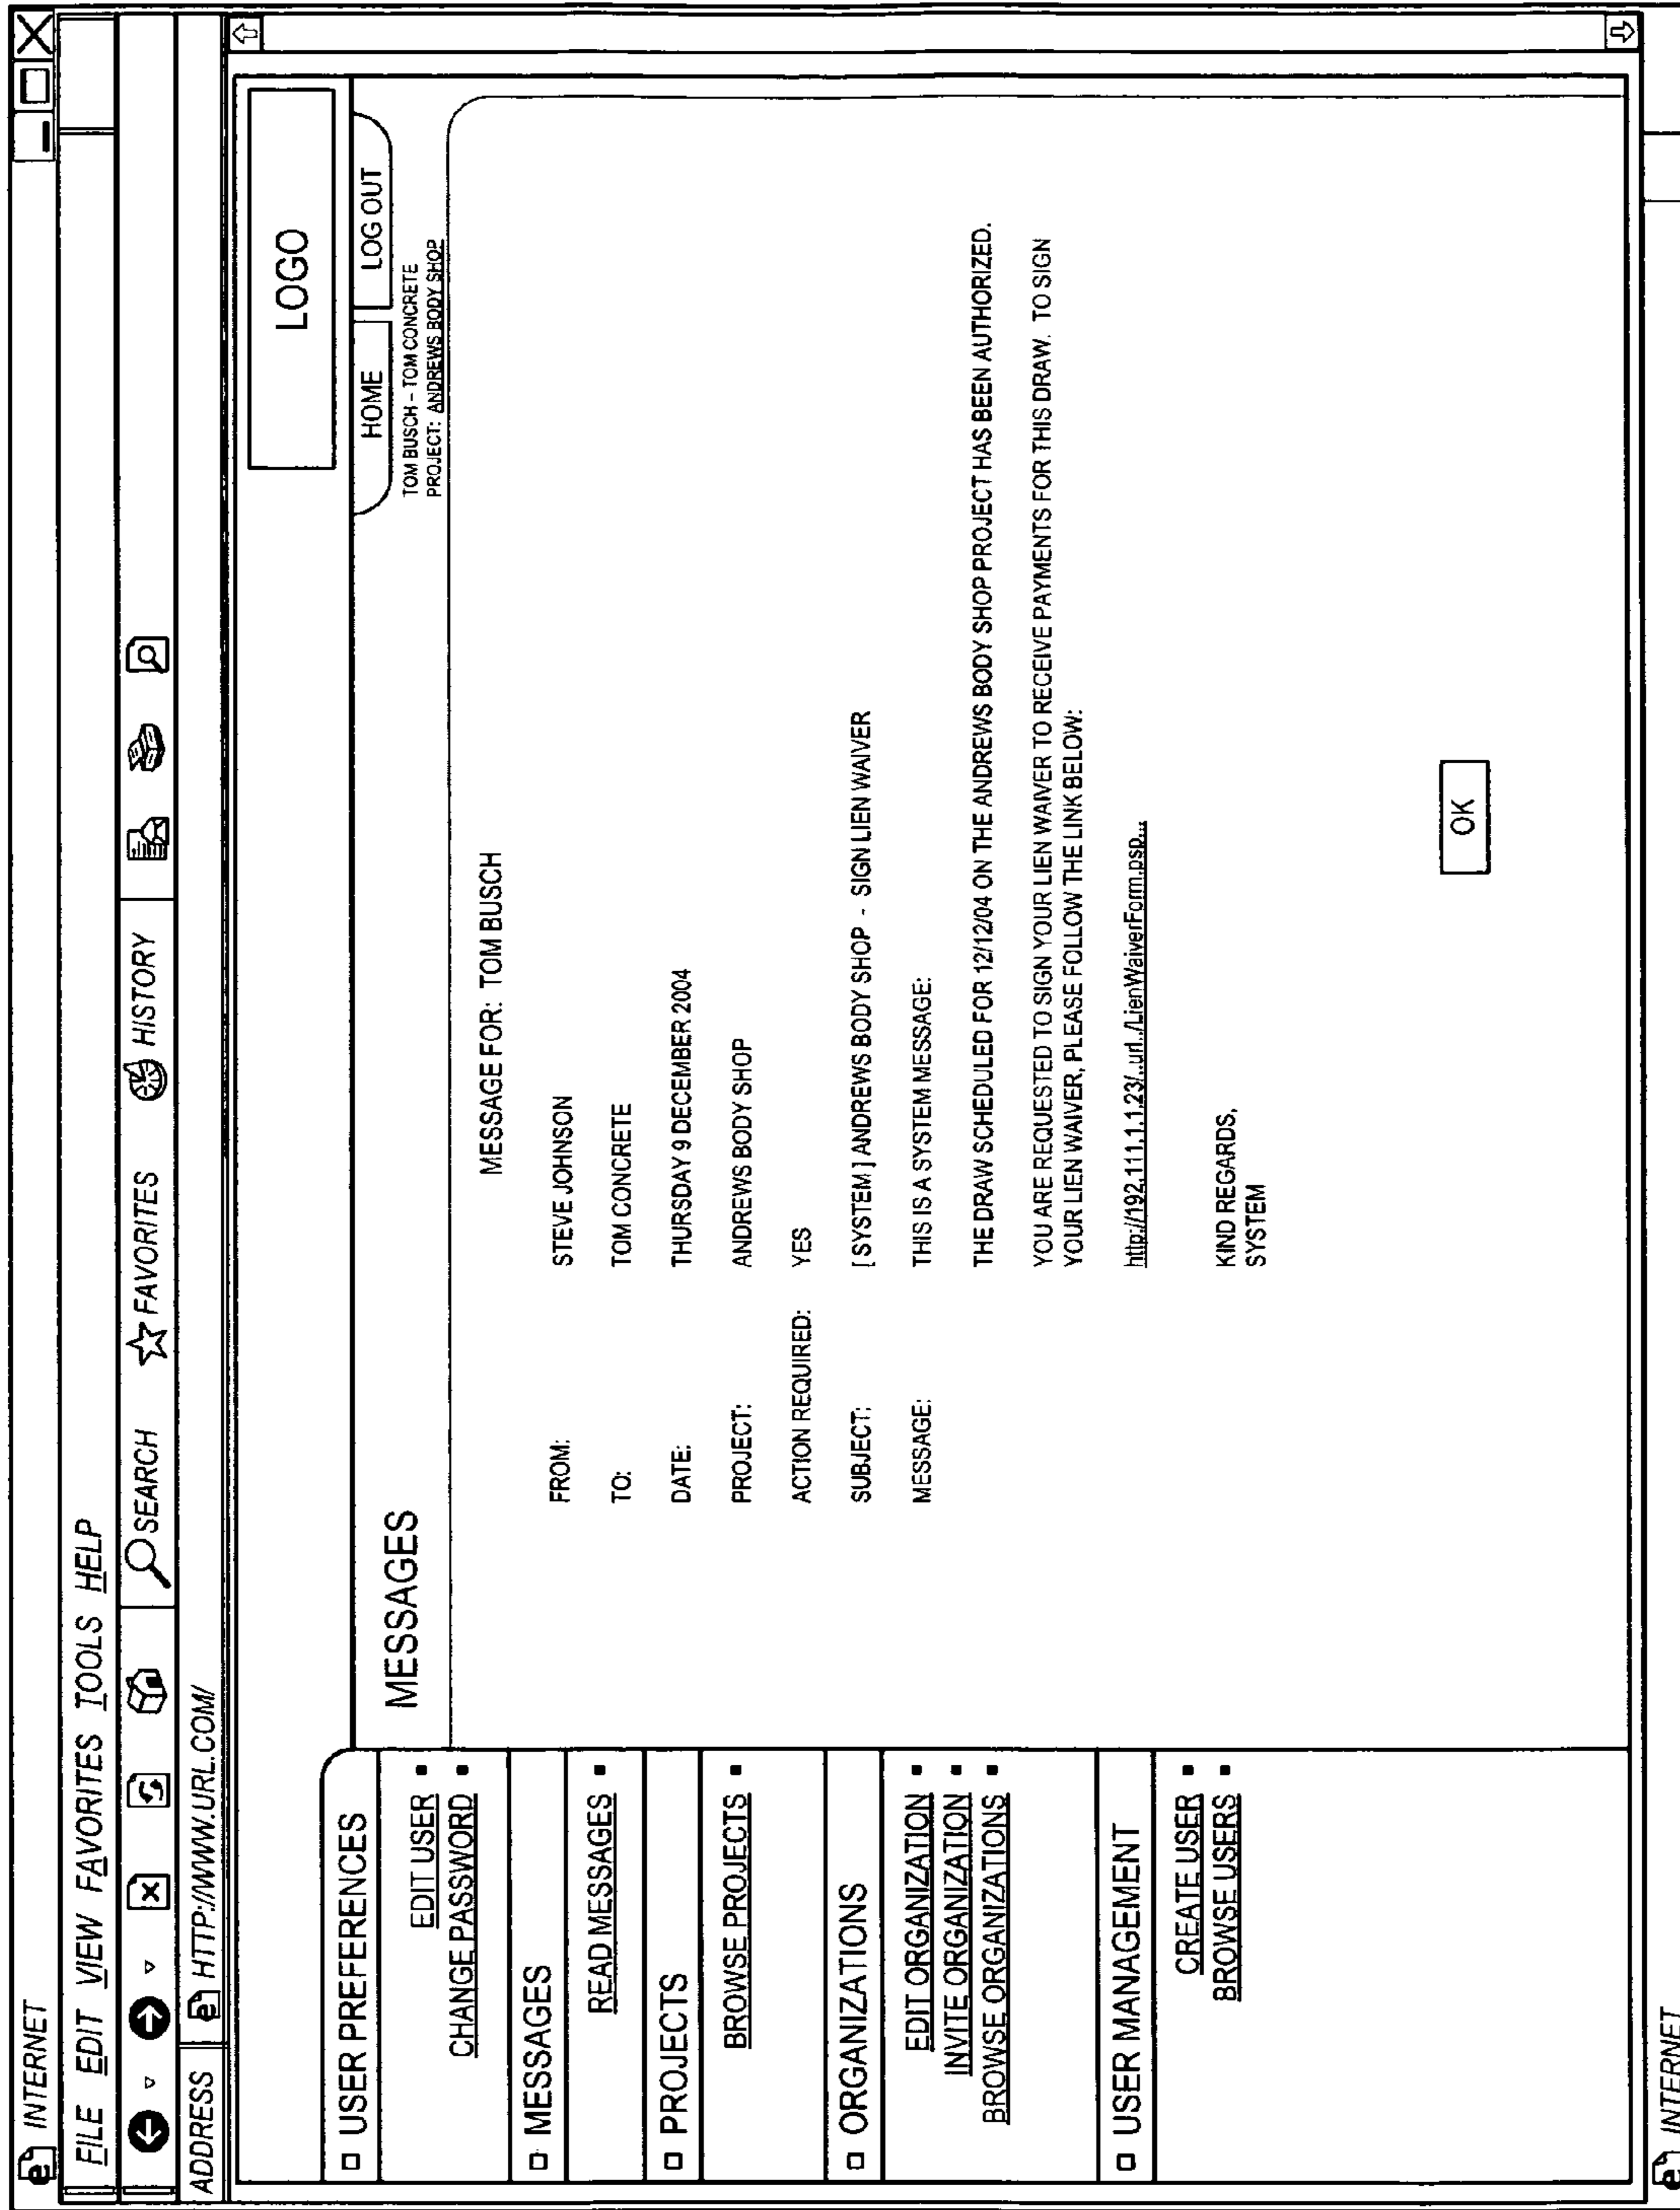 INTERNET
FILE EDIT VIEW FAVORITES TOOLS HELP
SEARCH FAVORITES HISTORY
ADDRESS HTTP://WWW.URL.COM/
LOGO
HOME LOG OUT
TOM BUSCH - TOM CONCRETE
PROJECT: ANDREWS BODY SHOP
USER PREFERENCES
EDIT USER
CHANGE PASSWORD
MESSAGES
READ MESSAGES
PROJECTS
BROWSE PROJECTS
ORGANIZATIONS
EDIT ORGANIZATION
INVITE ORGANIZATION
BROWSE ORGANIZATIONS
USER MANAGEMENT
CREATE USER
BROWSE USERS
MESSAGES
MESSAGE FOR: TOM BUSCH
FROM: STEVE JOHNSON
TO: TOM CONCRETE
DATE: THURSDAY 9 DECEMBER 2004
PROJECT: ANDREWS BODY SHOP
ACTION REQUIRED: YES
SUBJECT: [ SYSTEM ] ANDREWS BODY SHOP - SIGN LIEN WAIVER
MESSAGE: THIS IS A SYSTEM MESSAGE:
THE DRAW SCHEDULED FOR 12/12/04 ON THE ANDREWS BODY SHOP PROJECT HAS BEEN AUTHORIZED.
YOU ARE REQUESTED TO SIGN YOUR LIEN WAIVER TO RECEIVE PAYMENTS FOR THIS DRAW. TO SIGN
YOUR LIEN WAIVER, PLEASE FOLLOW THE LINK BELOW:
http://192.111.1.123/..url../LienWaiverForm.psp...
KIND REGARDS,
SYSTEM
OK
INTERNET